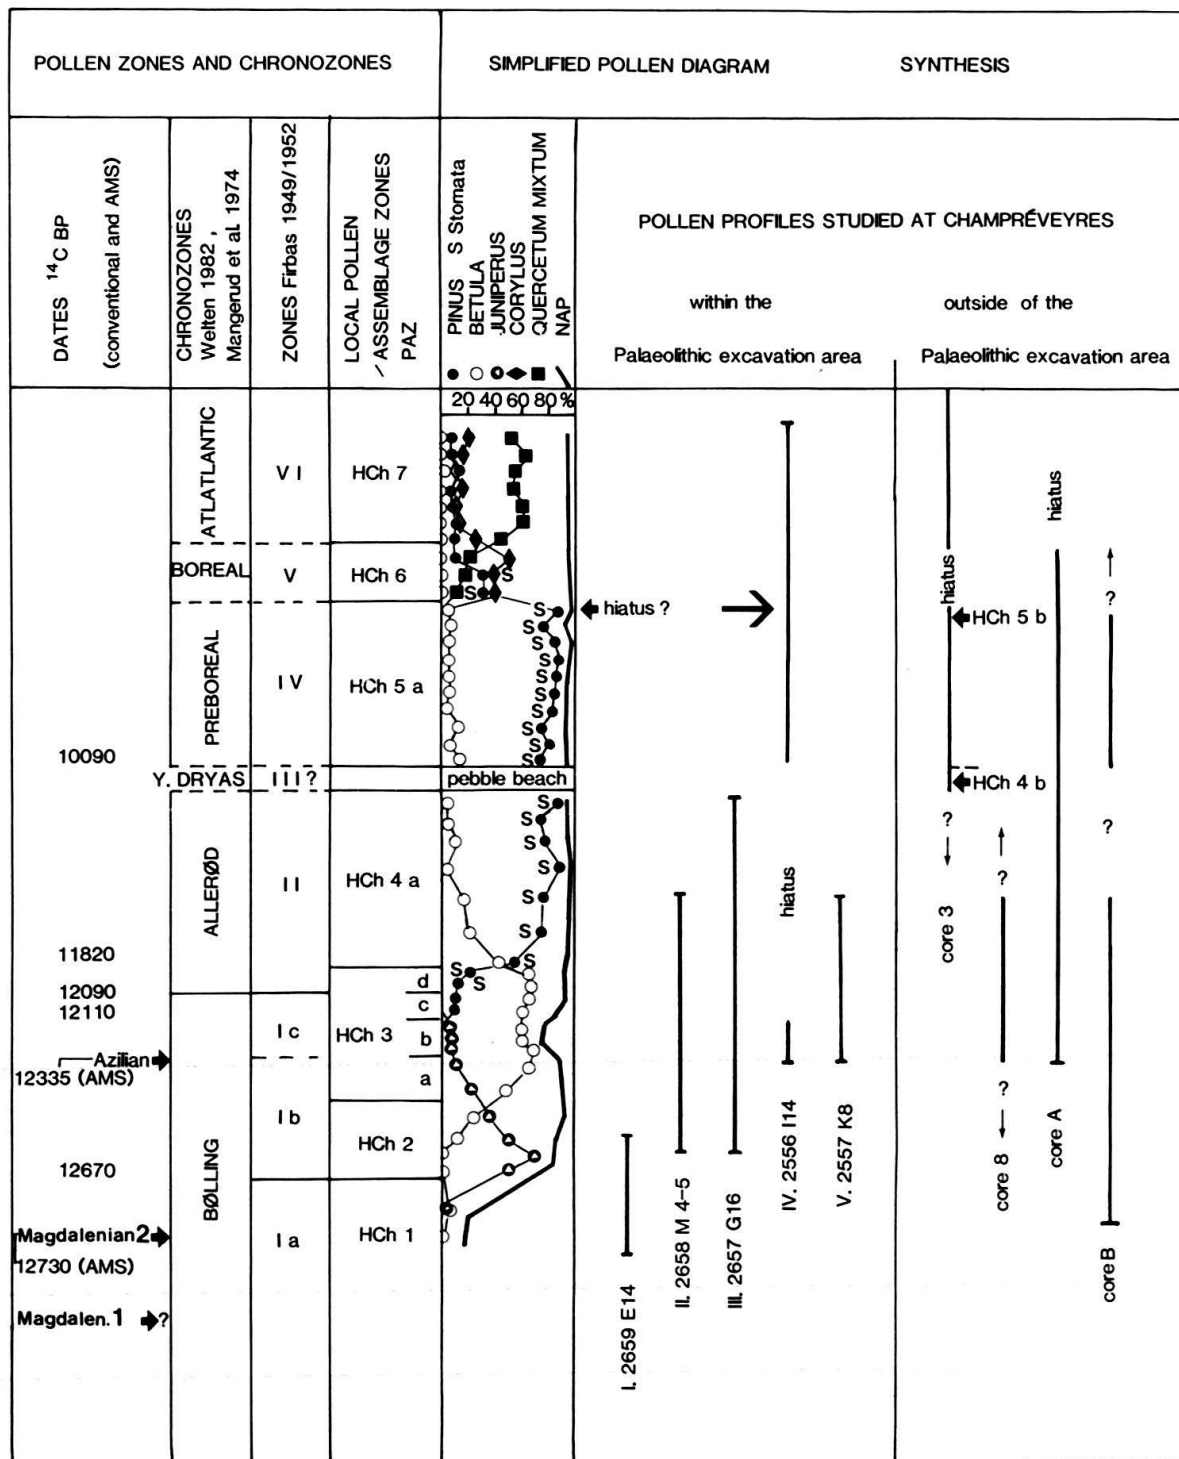 POLLEN ZONES AND CHRONOZONES
SIMPLIFIED POLLEN DIAGRAM
SYNTHESIS
DATES 14C BP
(conventional and AMS)
CHRONOZONES
Welten 1982,
Mangerud et al. 1974
ZONES Firbas 1949/1952
LOCAL POLLEN
/ASSEMBLAGE ZONES
PAZ
PINUS S Stomata
BETULA
JUNIPERUS
CORYLUS
QUERCETUM MIXTUM
NAP
POLLEN PROFILES STUDIED AT CHAMPRÉVEYRES
within the
Palaeolithic excavation area
outside of the
Palaeolithic excavation area
20 40 60 80 %
ATLATLANTIC
VI
HCh 7
BOREAL
V
HCh 6
S
S
hiatus ?
PREBOREAL
IV
HCh 5 a
S
S
S
S
S
S
S
S
S
S
10090
Y. DRYAS
III?
pebble beach
ALLERØD
II
HCh 4 a
S
S
S
S
S
S
S
11820
12090
12110
S
S
d
c
b
a
HCh 3
Ic
Azilian
12335 (AMS)
Ib
HCh 2
BØLLING
12670
Ia
HCh 1
Magdalenian 2
12730 (AMS)
Magdalen. 1
?
I. 2659 E14
II. 2658 M 4-5
III. 2657 G16
hiatus
IV. 2556 I14
V. 2557 K8
hiatus
HCh 5 b
HCh 4 b
?
core 3
?
?
core 8
hiatus
core A
?
?
core B